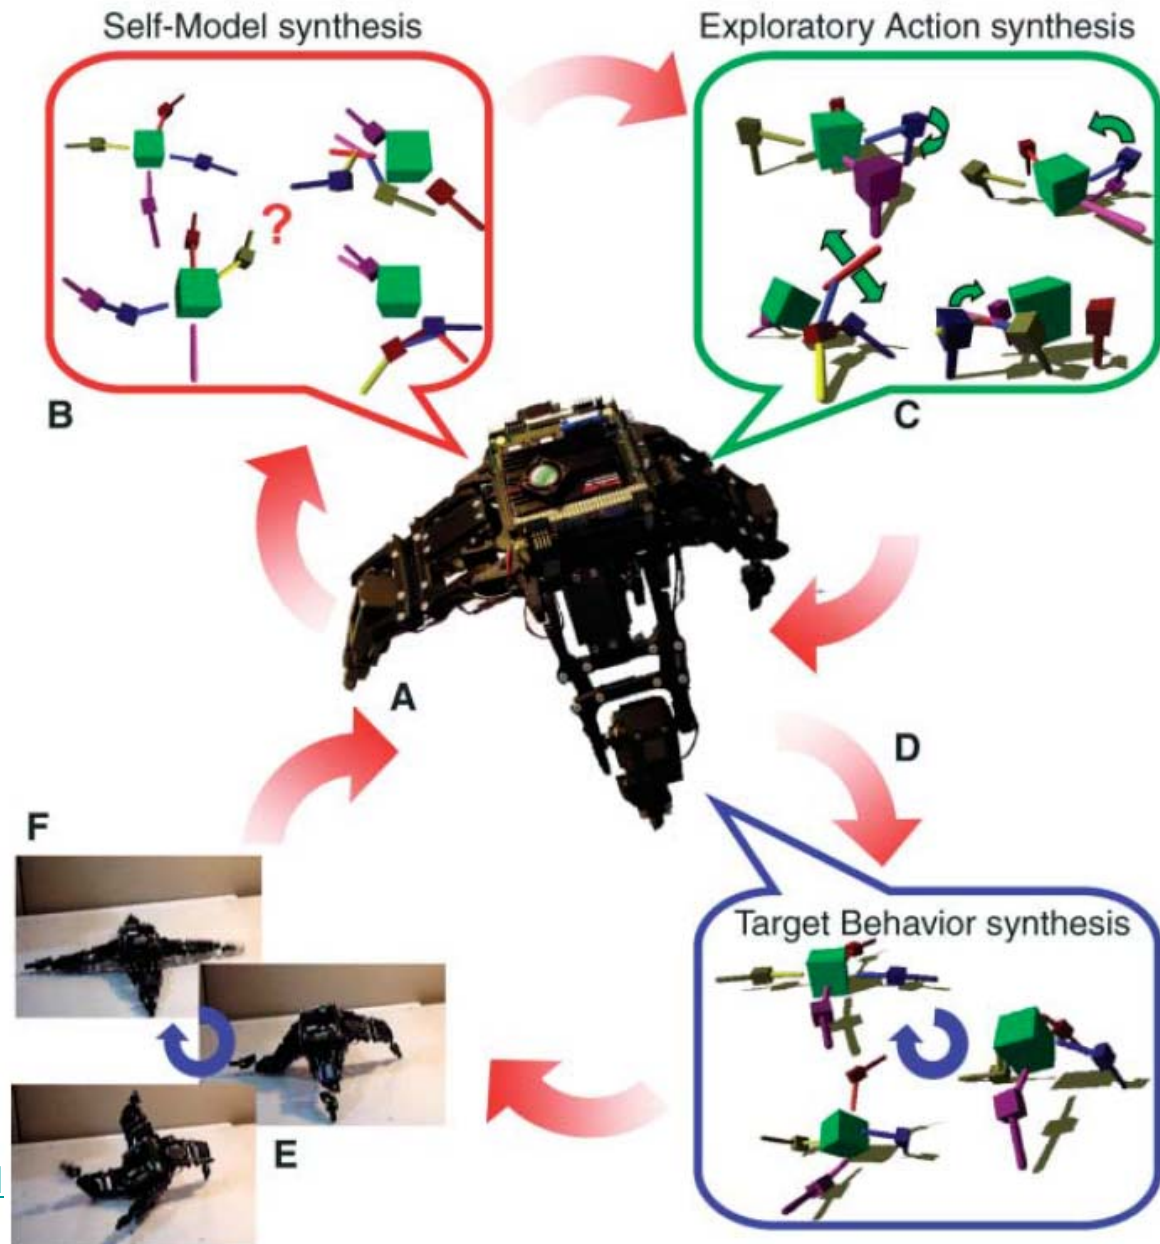 Self-Model synthesis
Exploratory Action synthesis
?
B
C
A
D
F
Target Behavior synthesis
E